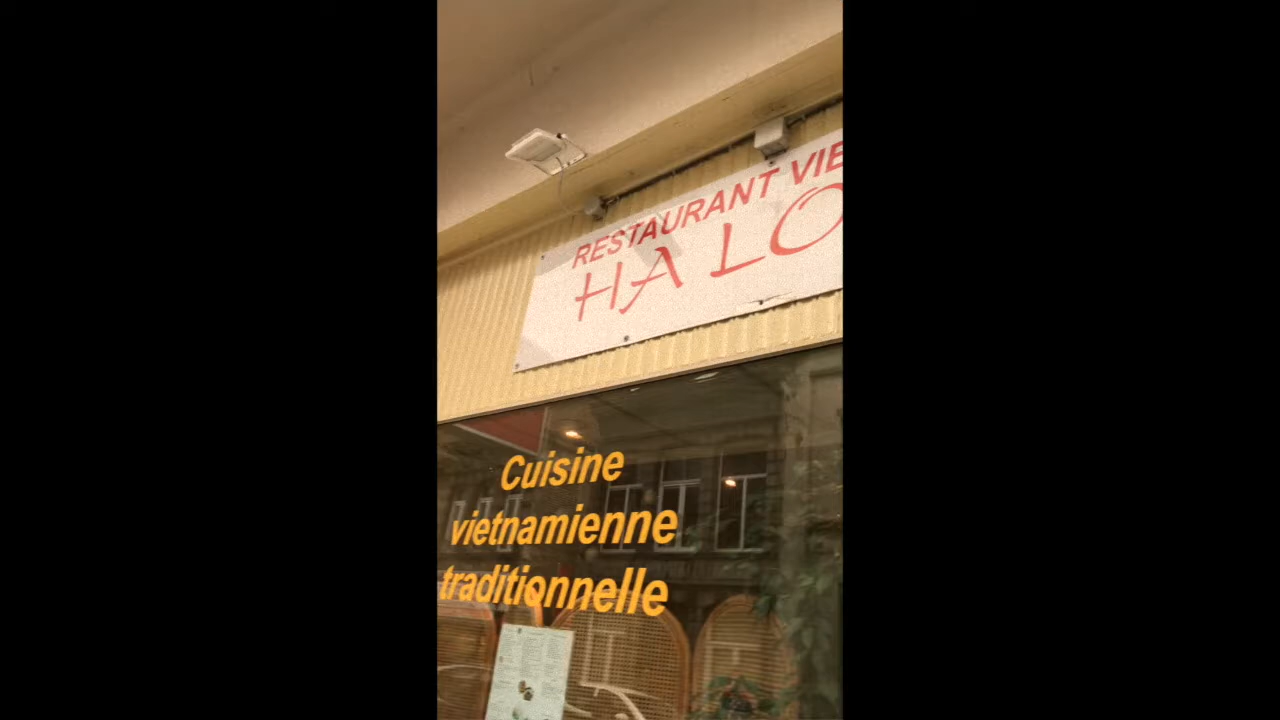 RESTAURANT VIE
HA LO
Cuisine
vietnamienne
traditionnelle